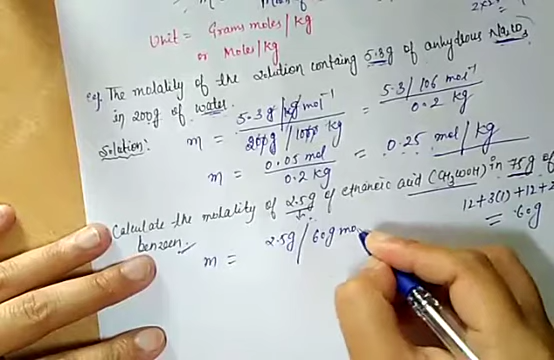 Unit = Grams moles/kg
or Moles/kg
The molality of the solution containg 5.3g of anhydrous Na2CO3
in 200g of water.
Solution:
m = 5.3g/kg mol-1 / 200g/1000 kg = 5.3/106 mol-1 / 0.2 kg
m = 0.05 mol / 0.2 kg = 0.25 mol/kg
Calculate the molality of 2.5g of ethanoic acid (CH3COOH) in 75g of
benzeen.
12+3(1)+12+2
= 60g
m = 2.5g/60g mo